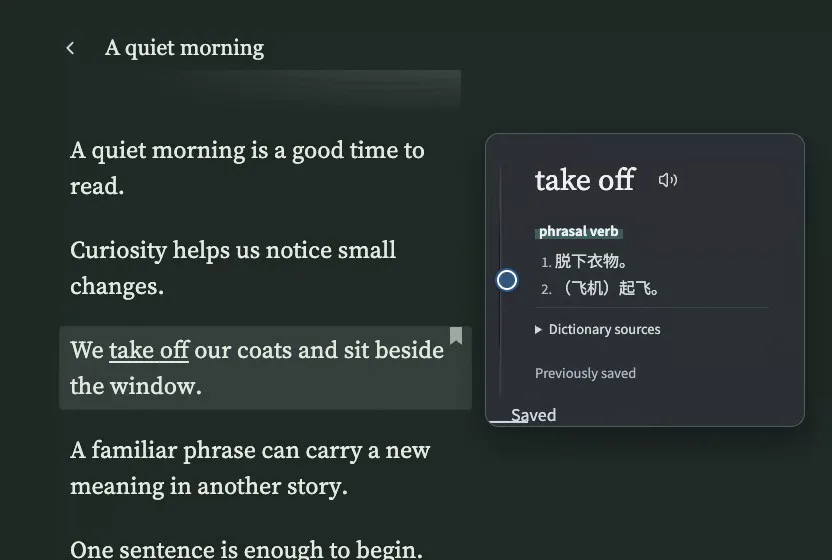 A quiet morning
A quiet morning is a good time to
read.
Curiosity helps us notice small
changes.
We take off our coats and sit beside
the window.
A familiar phrase can carry a new
meaning in another story.
One sentence is enough to begin.
take off
phrasal verb
1. 脱下衣物。
2. （飞机）起飞。
Dictionary sources
Previously saved
Saved